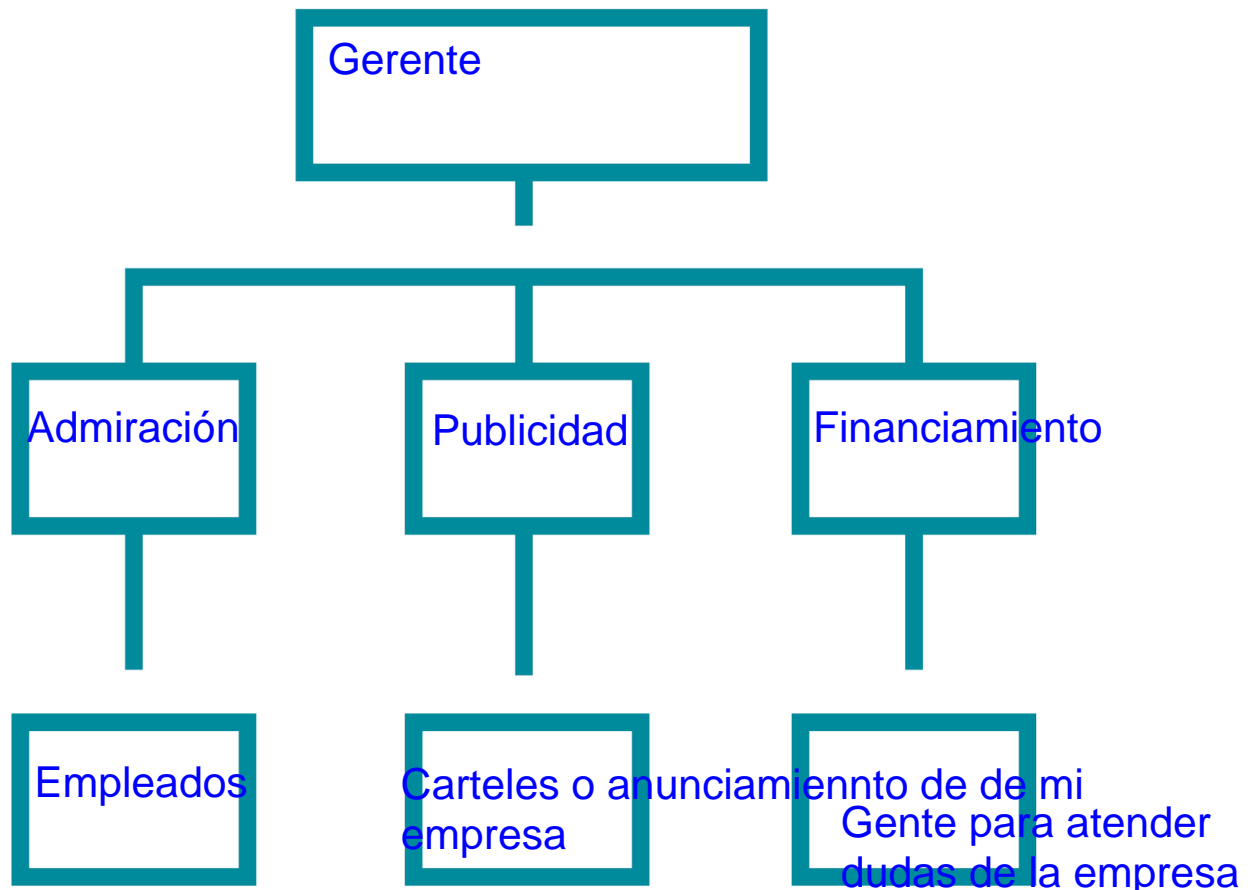 Gerente
Admiración
Publicidad
Financiamiento
Empleados
Carteles o anunciamiennto de de mi
empresa
Gente para atender
dudas de la empresa